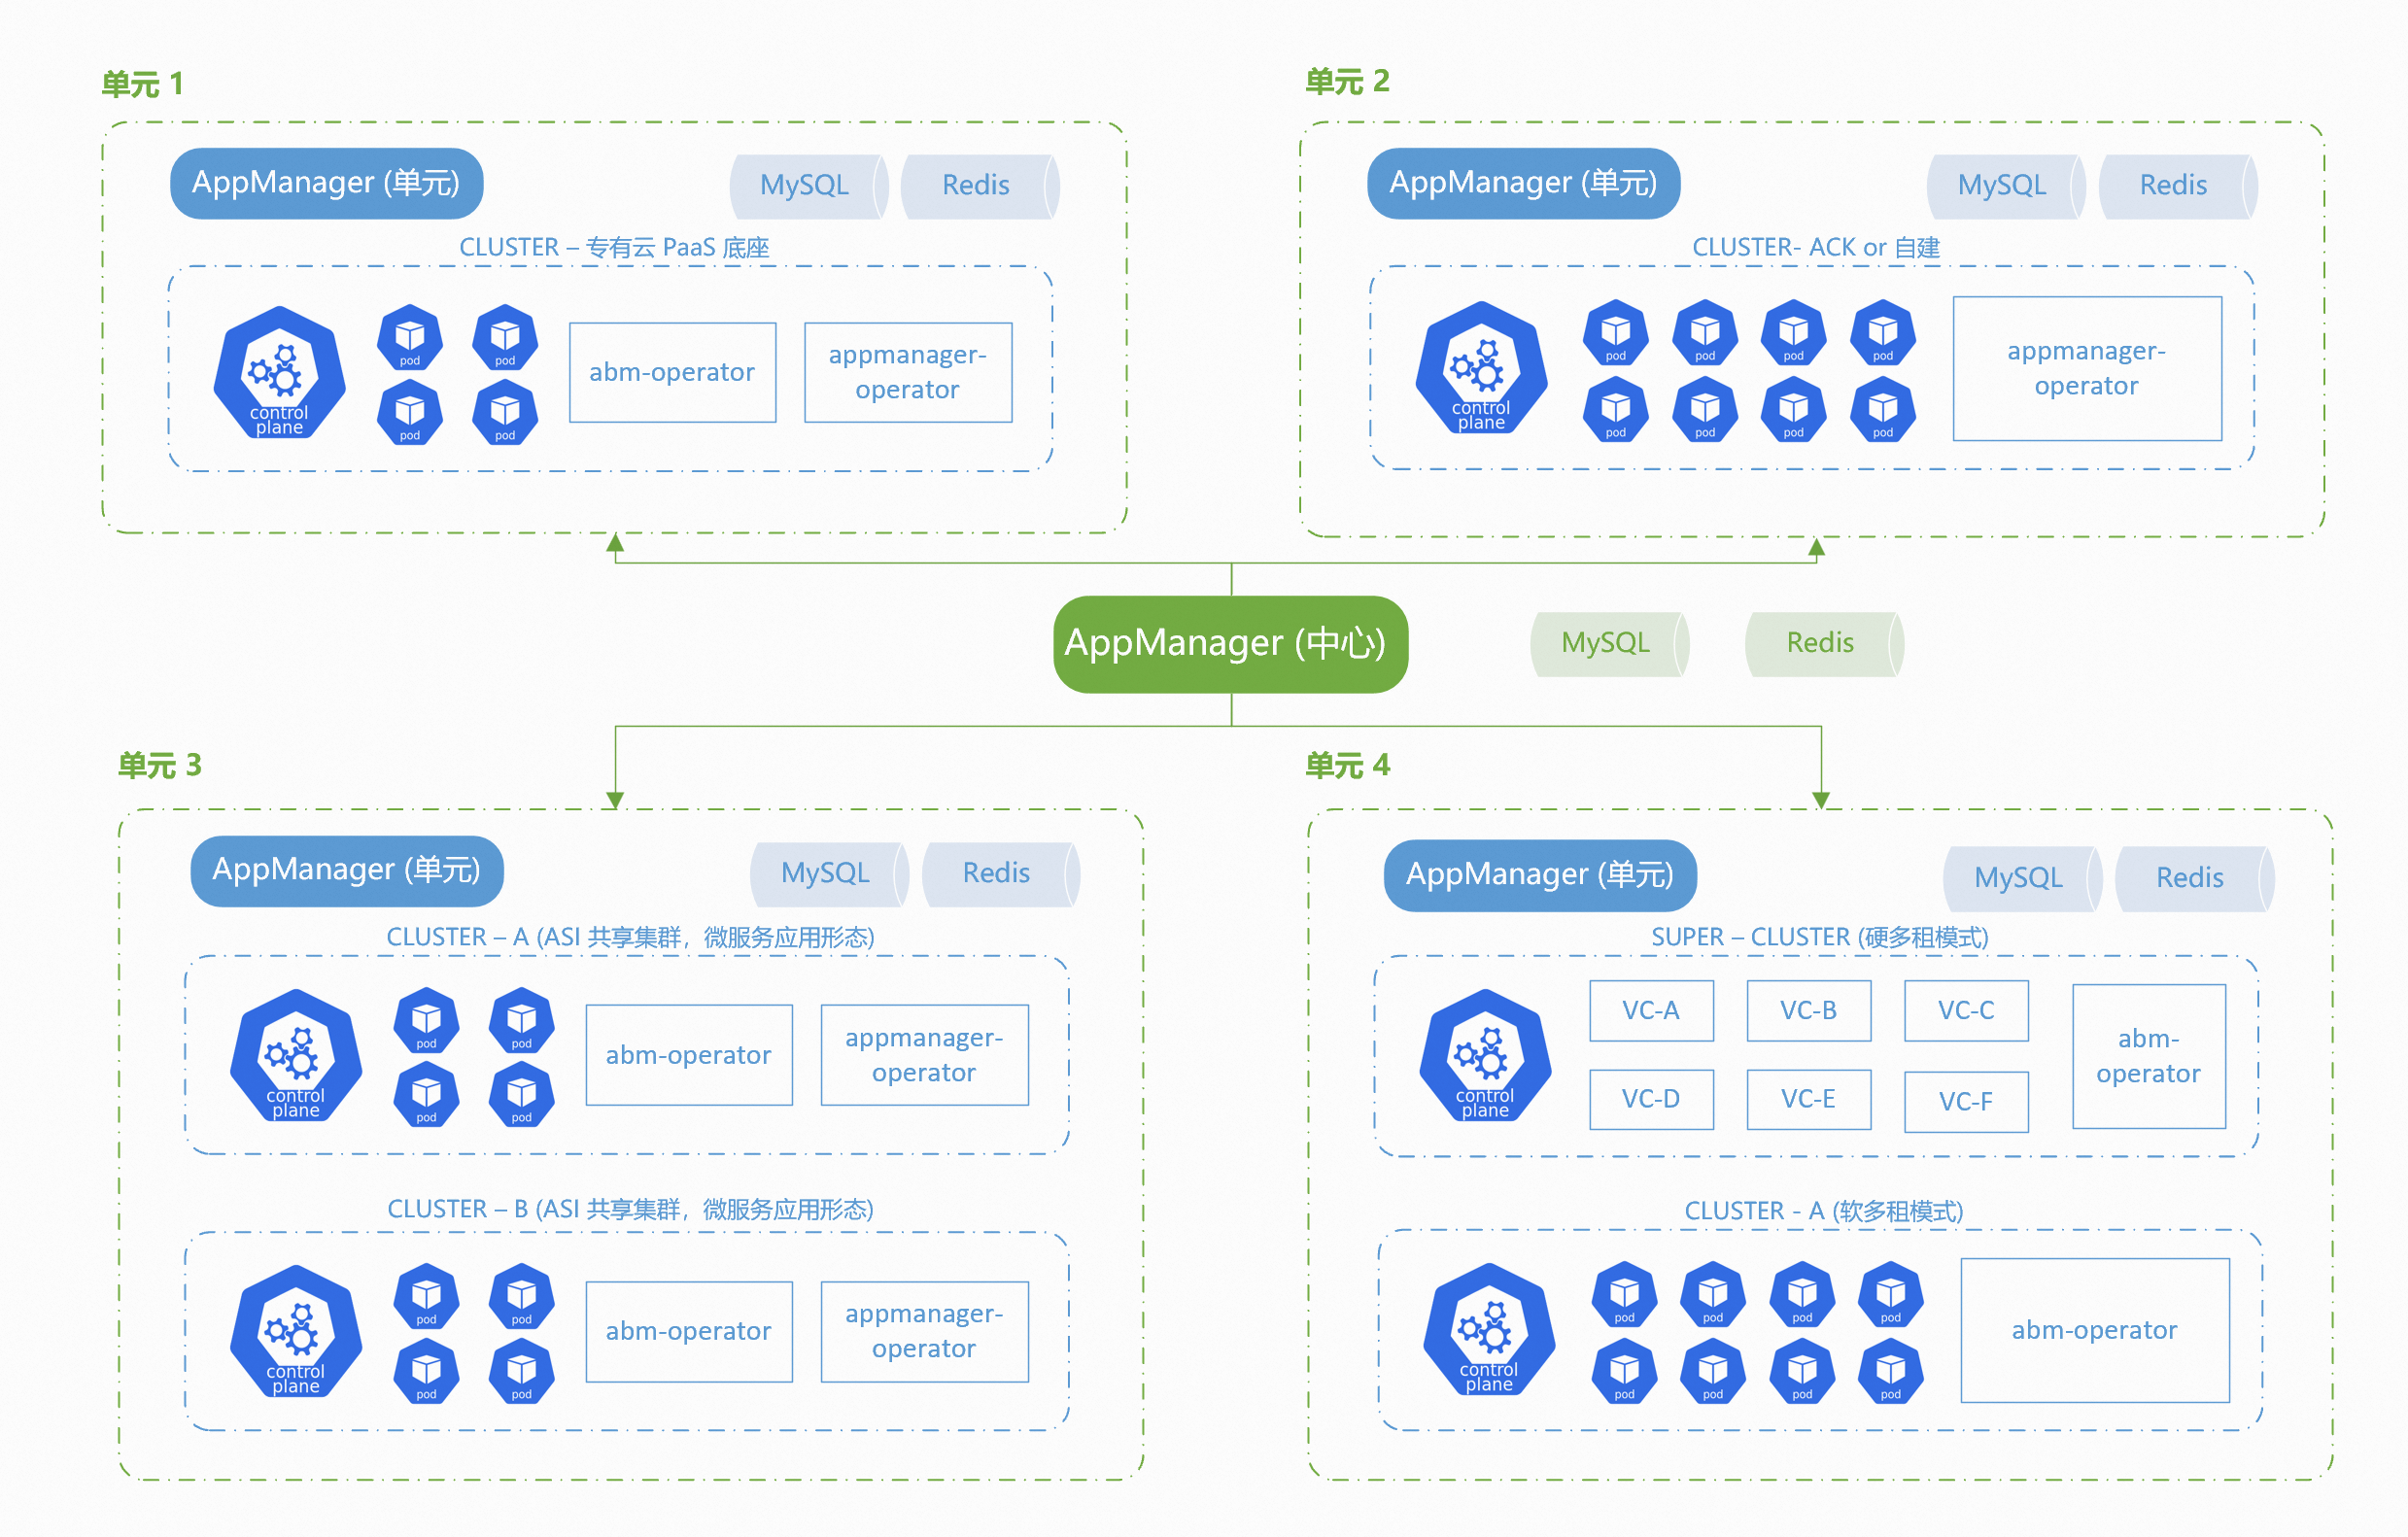 单元 1
AppManager (单元)
MySQL
Redis
CLUSTER – 专有云 PaaS 底座
control
plane
pod
pod
pod
pod
abm-operator
appmanager-
operator
单元 2
AppManager (单元)
MySQL
Redis
CLUSTER- ACK or 自建
control
plane
pod
pod
pod
pod
pod
pod
pod
pod
appmanager-
operator
AppManager (中心)
MySQL
Redis
单元 3
AppManager (单元)
MySQL
Redis
CLUSTER – A (ASI 共享集群，微服务应用形态)
control
plane
pod
pod
pod
pod
abm-operator
appmanager-
operator
CLUSTER – B (ASI 共享集群，微服务应用形态)
control
plane
pod
pod
pod
pod
abm-operator
appmanager-
operator
单元 4
AppManager (单元)
MySQL
Redis
SUPER – CLUSTER (硬多租模式)
control
plane
VC-A
VC-B
VC-C
VC-D
VC-E
VC-F
abm-
operator
CLUSTER - A (软多租模式)
control
plane
pod
pod
pod
pod
pod
pod
pod
pod
abm-operator